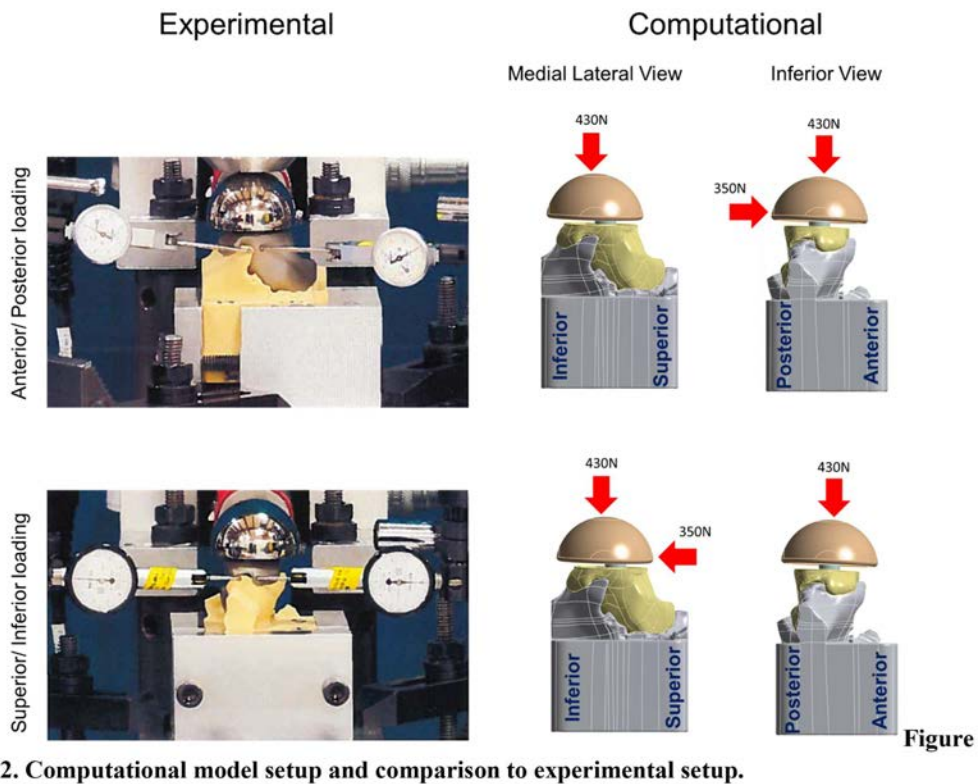 Experimental
Computational
Medial Lateral View
Inferior View
Anterior/ Posterior loading
430N
430N
350N
Inferior
Superior
Posterior
Anterior
Superior/ Inferior loading
430N
350N
430N
Inferior
Superior
Posterior
Anterior
Figure
2. Computational model setup and comparison to experimental setup.